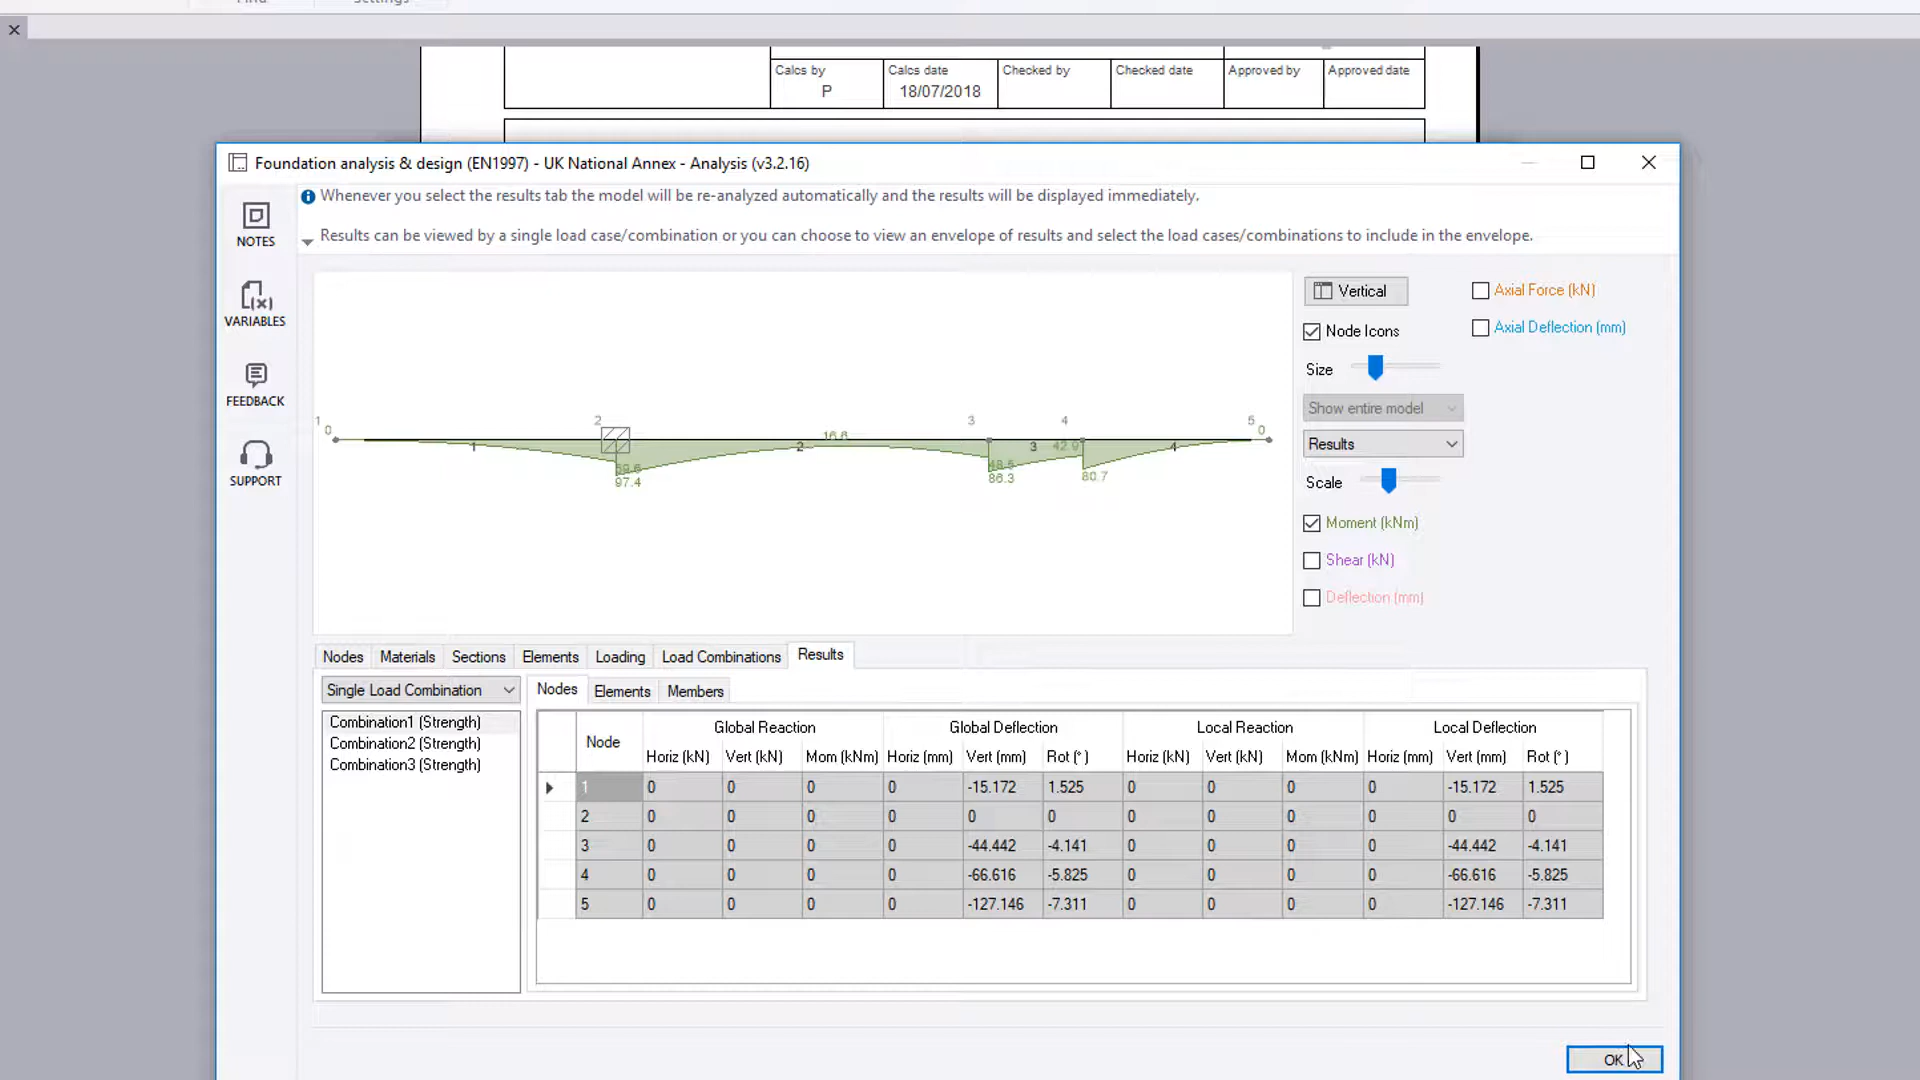 Settings
Calcs by
Calcs date
Checked by
Checked date
Approved by
Approved date
P
18/07/2018
Foundation analysis & design (EN1997) - UK National Annex - Analysis (v3.2.16)
Whenever you select the results tab the model will be re-analyzed automatically and the results will be displayed immediately.
Results can be viewed by a single load case/combination or you can choose to view an envelope of results and select the load cases/combinations to include in the envelope.
NOTES
VARIABLES
FEEDBACK
SUPPORT
1 2 3 4 5
0 16.6 0
1 2 3 42.9 4
97.4 86.3 80.7
Vertical
Axial Force (kN)
Node Icons
Axial Deflection (mm)
Size
Show entire model
Results
Scale
Moment (kNm)
Shear (kN)
Deflection (mm)
Nodes Materials Sections Elements Loading Load Combinations Results
Single Load Combination
Combination1 (Strength)
Combination2 (Strength)
Combination3 (Strength)
Nodes Elements Members
Node Global Reaction Global Deflection Local Reaction Local Deflection
Horiz (kN) Vert (kN) Mom (kNm) Horiz (mm) Vert (mm) Rot (°) Horiz (kN) Vert (kN) Mom (kNm) Horiz (mm) Vert (mm) Rot (°)
1 0 0 0 0 -15.172 1.525 0 0 0 0 -15.172 1.525
2 0 0 0 0 0 0 0 0 0 0 0 0
3 0 0 0 0 -44.442 -4.141 0 0 0 0 -44.442 -4.141
4 0 0 0 0 -66.616 -5.825 0 0 0 0 -66.616 -5.825
5 0 0 0 0 -127.146 -7.311 0 0 0 0 -127.146 -7.311
OK